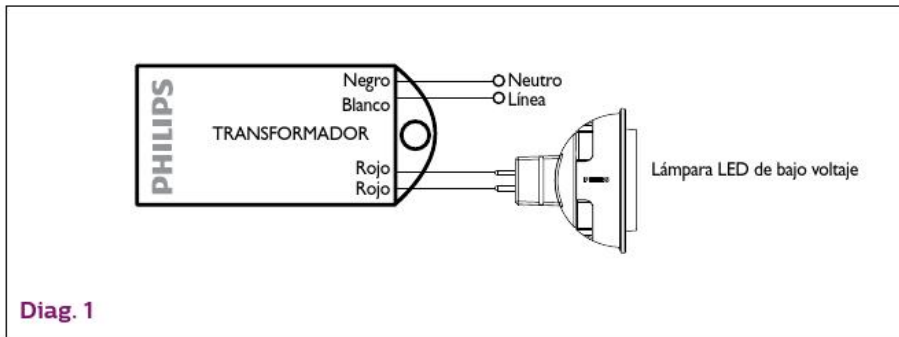 PHILIPS
Negro
Neutro
Blanco
Línea
TRANSFORMADOR
Rojo
Rojo
Lámpara LED de bajo voltaje
Diag. 1